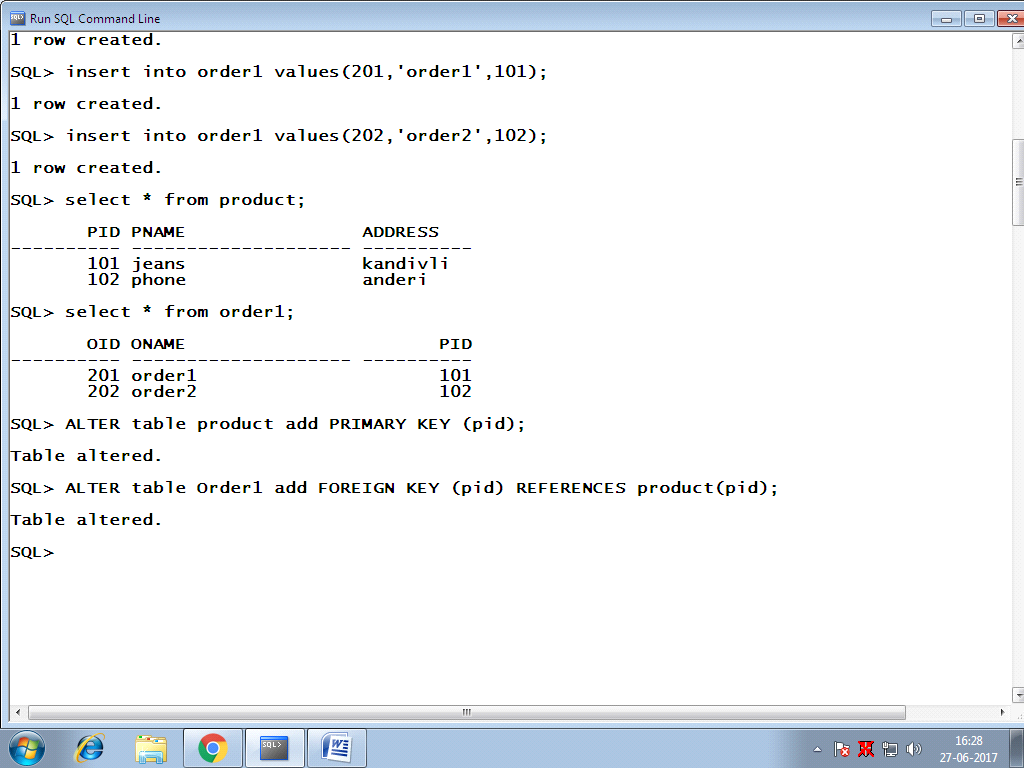 Run SQL Command Line
1 row created.
SQL> insert into order1 values(201,'order1',101);
1 row created.
SQL> insert into order1 values(202,'order2',102);
1 row created.
SQL> select * from product;
PID PNAME ADDRESS
---------- -------------------- ----------
101 jeans kandivli
102 phone anderi
SQL> select * from order1;
OID ONAME PID
---------- -------------------- ----------
201 order1 101
202 order2 102
SQL> ALTER table product add PRIMARY KEY (pid);
Table altered.
SQL> ALTER table Order1 add FOREIGN KEY (pid) REFERENCES product(pid);
Table altered.
SQL>
16:28
27-06-2017